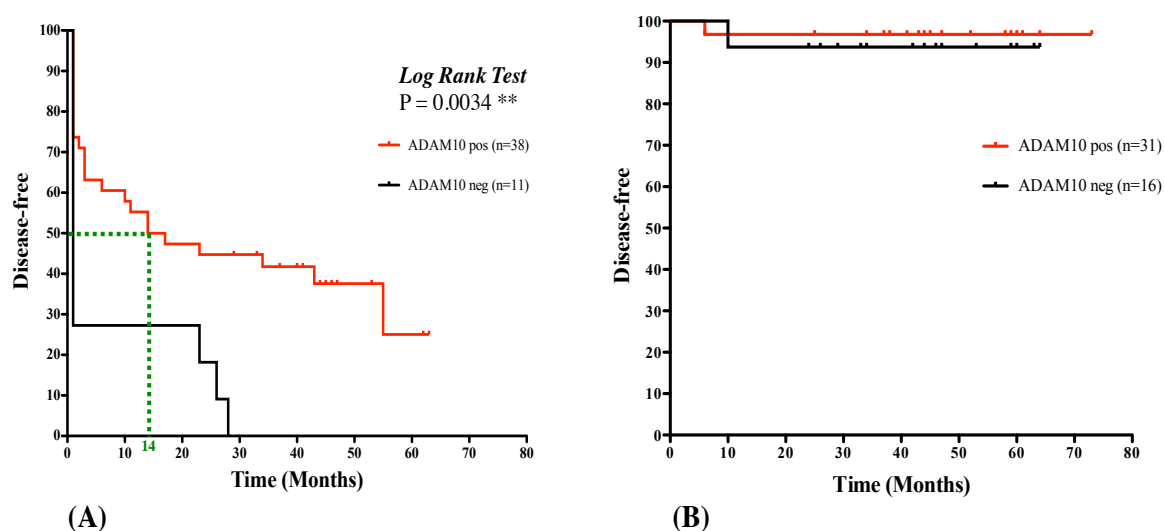 100
90
80
70
60
50
40
30
20
10
0
Disease-free
Log Rank Test
P = 0.0034 **
ADAM10 pos (n=38)
ADAM10 neg (n=11)
0 10 14 20 30 40 50 60 70 80
Time (Months)
(A)
100
90
80
70
60
50
40
30
20
10
0
Disease-free
ADAM10 pos (n=31)
ADAM10 neg (n=16)
0 10 20 30 40 50 60 70 80
Time (Months)
(B)